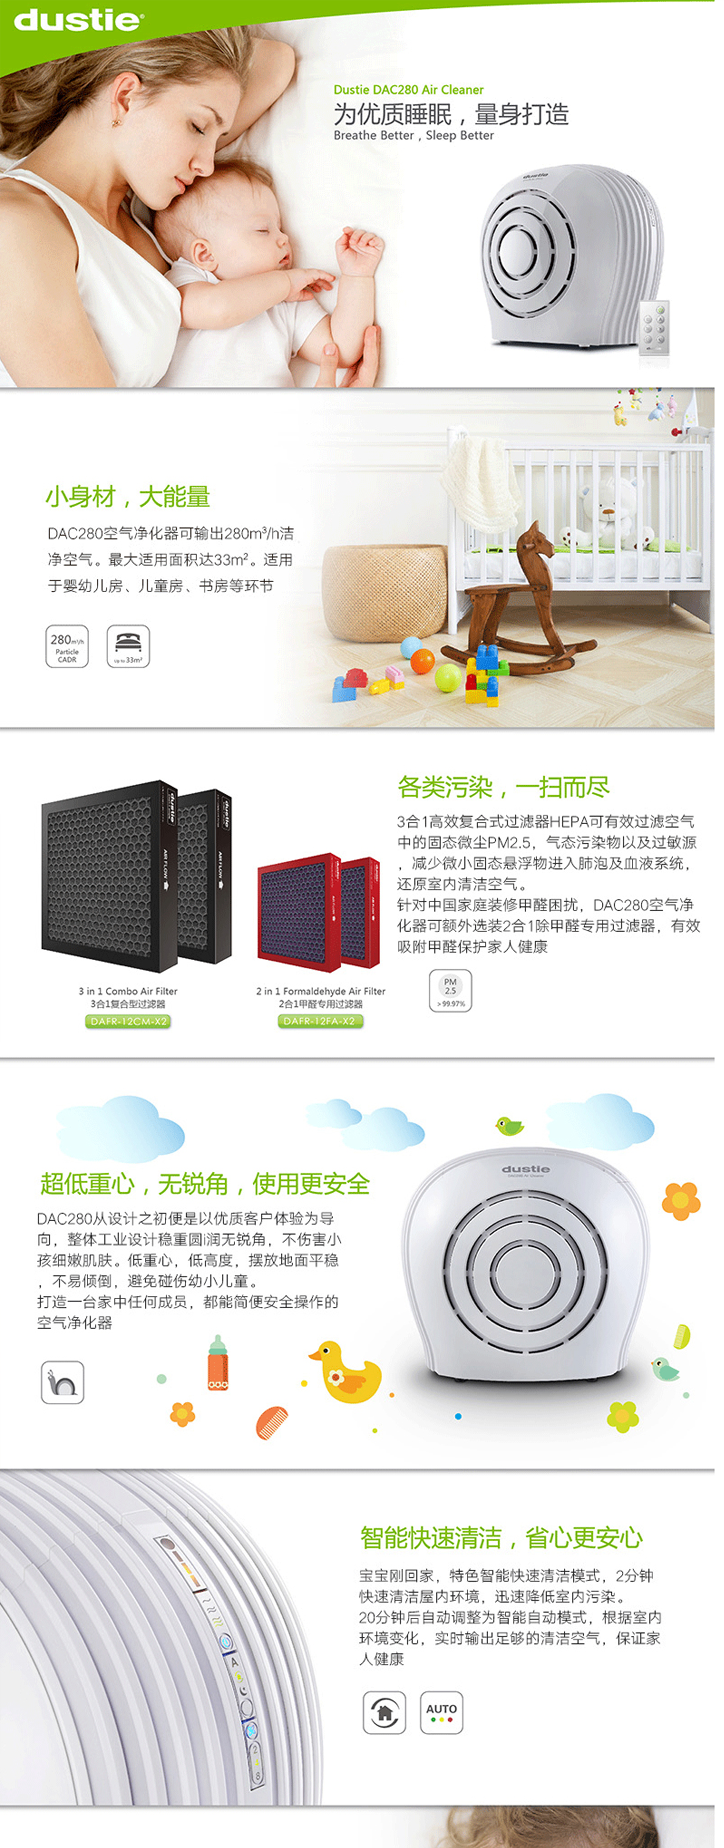 dustie
Dustie DAC280 Air Cleaner
为优质睡眠，量身打造
Breathe Better , Sleep Better
dustie
小身材，大能量
DAC280空气净化器可输出280m³/h洁
净空气。最大适用面积达33m²。适用
于婴幼儿房、儿童房、书房等环节
280m³/h
Particle
CADR
Up to 33m²
各类污染，一扫而尽
3合1高效复合式过滤器HEPA可有效过滤空气
中的固态微尘PM2.5，气态污染物以及过敏源
，减少微小固态悬浮物进入肺泡及血液系统，
还原室内清洁空气。
针对中国家庭装修甲醛困扰，DAC280空气净
化器可额外选装2合1除甲醛专用过滤器，有效
吸附甲醛保护家人健康
PM
2.5
>99.97%
dustie
AIR FLOW
dustie
AIR FLOW
3 in 1 Combo Air Filter
3合1复合型过滤器
DAFR-12CM-X2
2 in 1 Formaldehyde Air Filter
2合1甲醛专用过滤器
DAFR-12FA-X2
超低重心，无锐角，使用更安全
DAC280从设计之初便是以优质客户体验为导
向，整体工业设计稳重圆润无锐角，不伤害小
孩细嫩肌肤。低重心，低高度，摆放地面平稳
，不易倾倒，避免碰伤幼小儿童。
打造一台家中任何成员，都能简便安全操作的
空气净化器
dustie
DAC280 Air Cleaner
智能快速清洁，省心更安心
宝宝刚回家，特色智能快速清洁模式，2分钟
快速清洁屋内环境，迅速降低室内污染。
20分钟后自动调整为智能自动模式，根据室内
环境变化，实时输出足够的清洁空气，保证家
人健康
AUTO
A
2
8